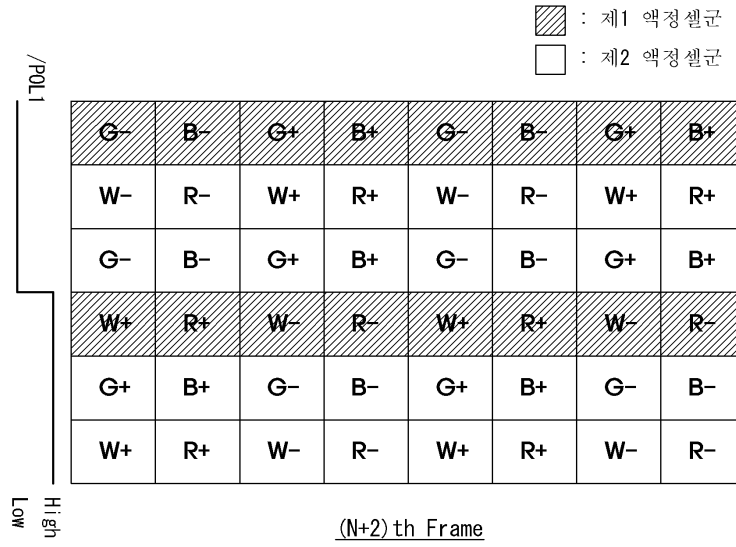 : 제1 액정셀군
: 제2 액정셀군
/POL1
G- B- G+ B+ G- B- G+ B+
W- R- W+ R+ W- R- W+ R+
G- B- G+ B+ G- B- G+ B+
W+ R+ W- R- W+ R+ W- R-
G+ B+ G- B- G+ B+ G- B-
W+ R+ W- R- W+ R+ W- R-
High
Low
(N+2)th Frame